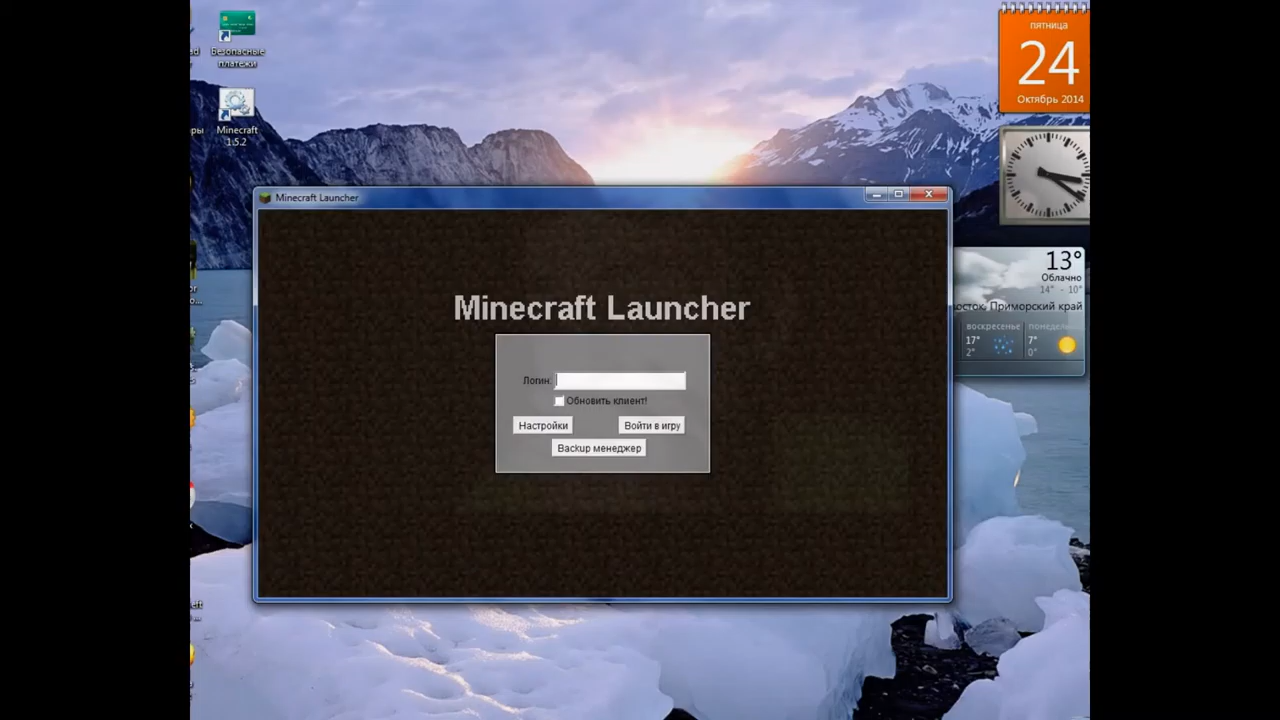 Безопасные
платежи
Minecraft
1.5.2
пятница
24
Октябрь 2014
Minecraft Launcher
13°
Облачно
14° - 10°
восток, Приморский край
воскресенье
17°
2°
7°
0°
Minecraft Launcher
Логин:
Обновить клиент!
Настройки
Войти в игру
Backup менеджер